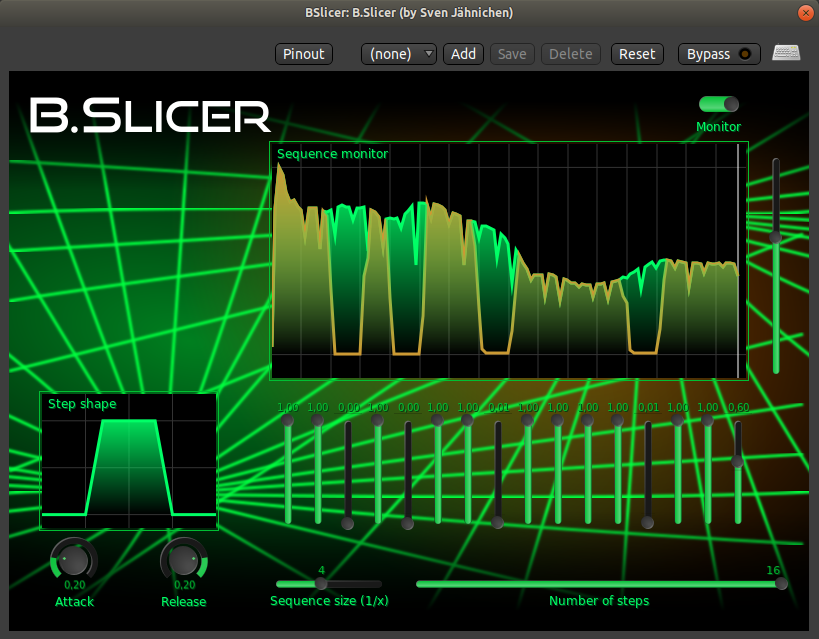 BSlicer: B.Slicer (by Sven Jähnichen)
Pinout (none) Add Save Delete Reset Bypass
B.SLICER
Monitor
Sequence monitor
Step shape
1,00 1,00 0,00 1,00 0,00 1,00 1,00 0,01 1,00 1,00 1,00 1,00 0,01 1,00 1,00 0,60
0,20 0,20
Attack Release
4 16
Sequence size (1/x) Number of steps